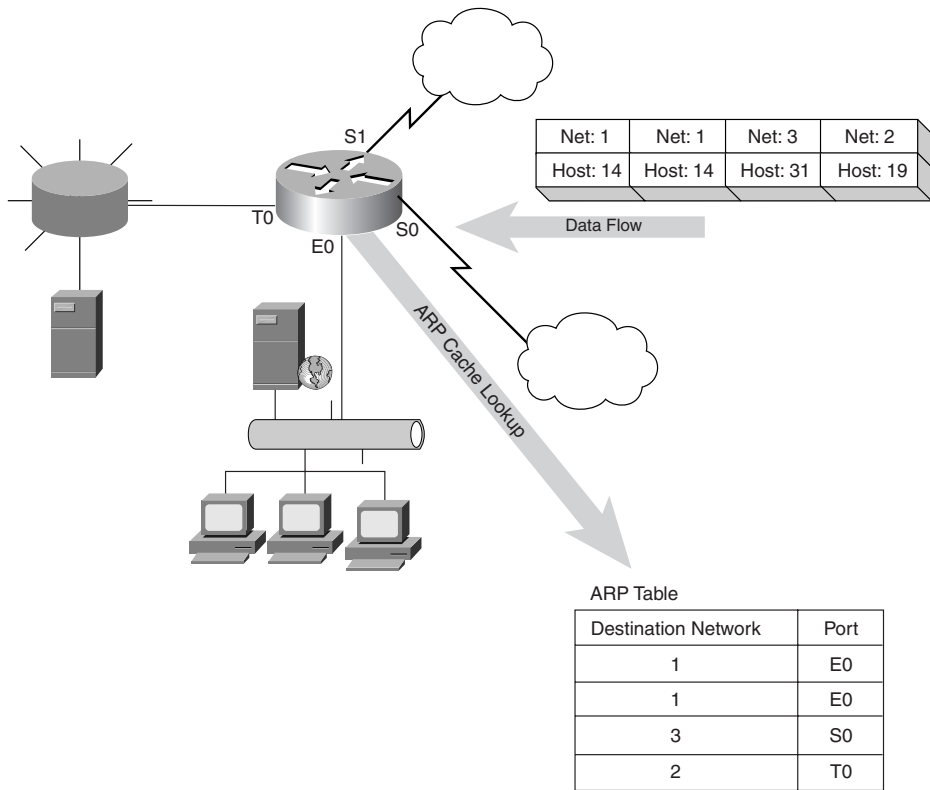 S1
Net: 1 Net: 1 Net: 3 Net: 2
Host: 14 Host: 14 Host: 31 Host: 19
T0
E0
S0
Data Flow
ARP Cache Lookup
ARP Table
Destination Network Port
1 E0
1 E0
3 S0
2 T0